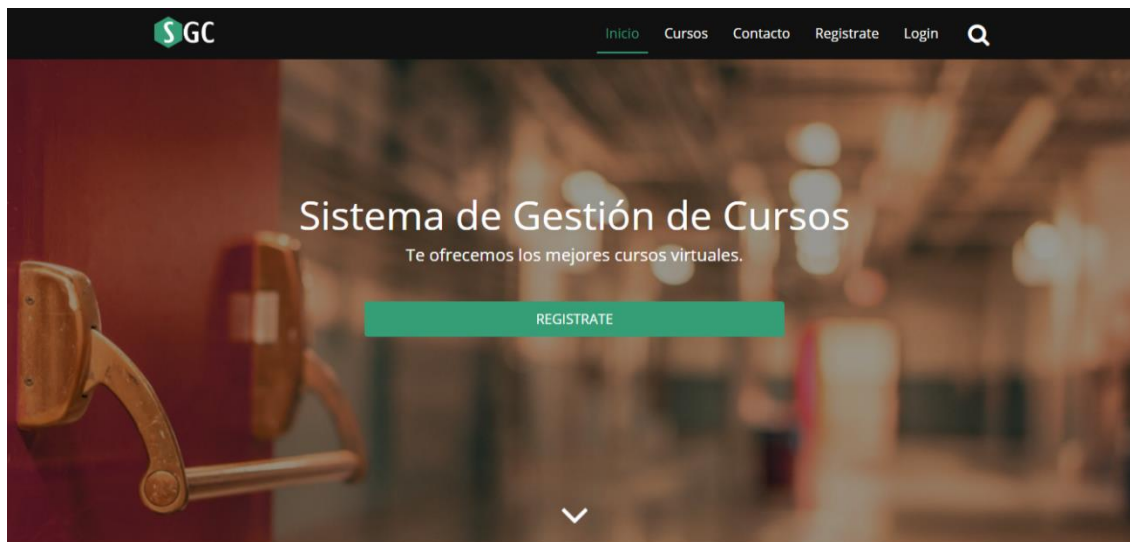 SGC
Inicio Cursos Contacto Registrate Login
Sistema de Gestión de Cursos
Te ofrecemos los mejores cursos virtuales.
REGISTRATE